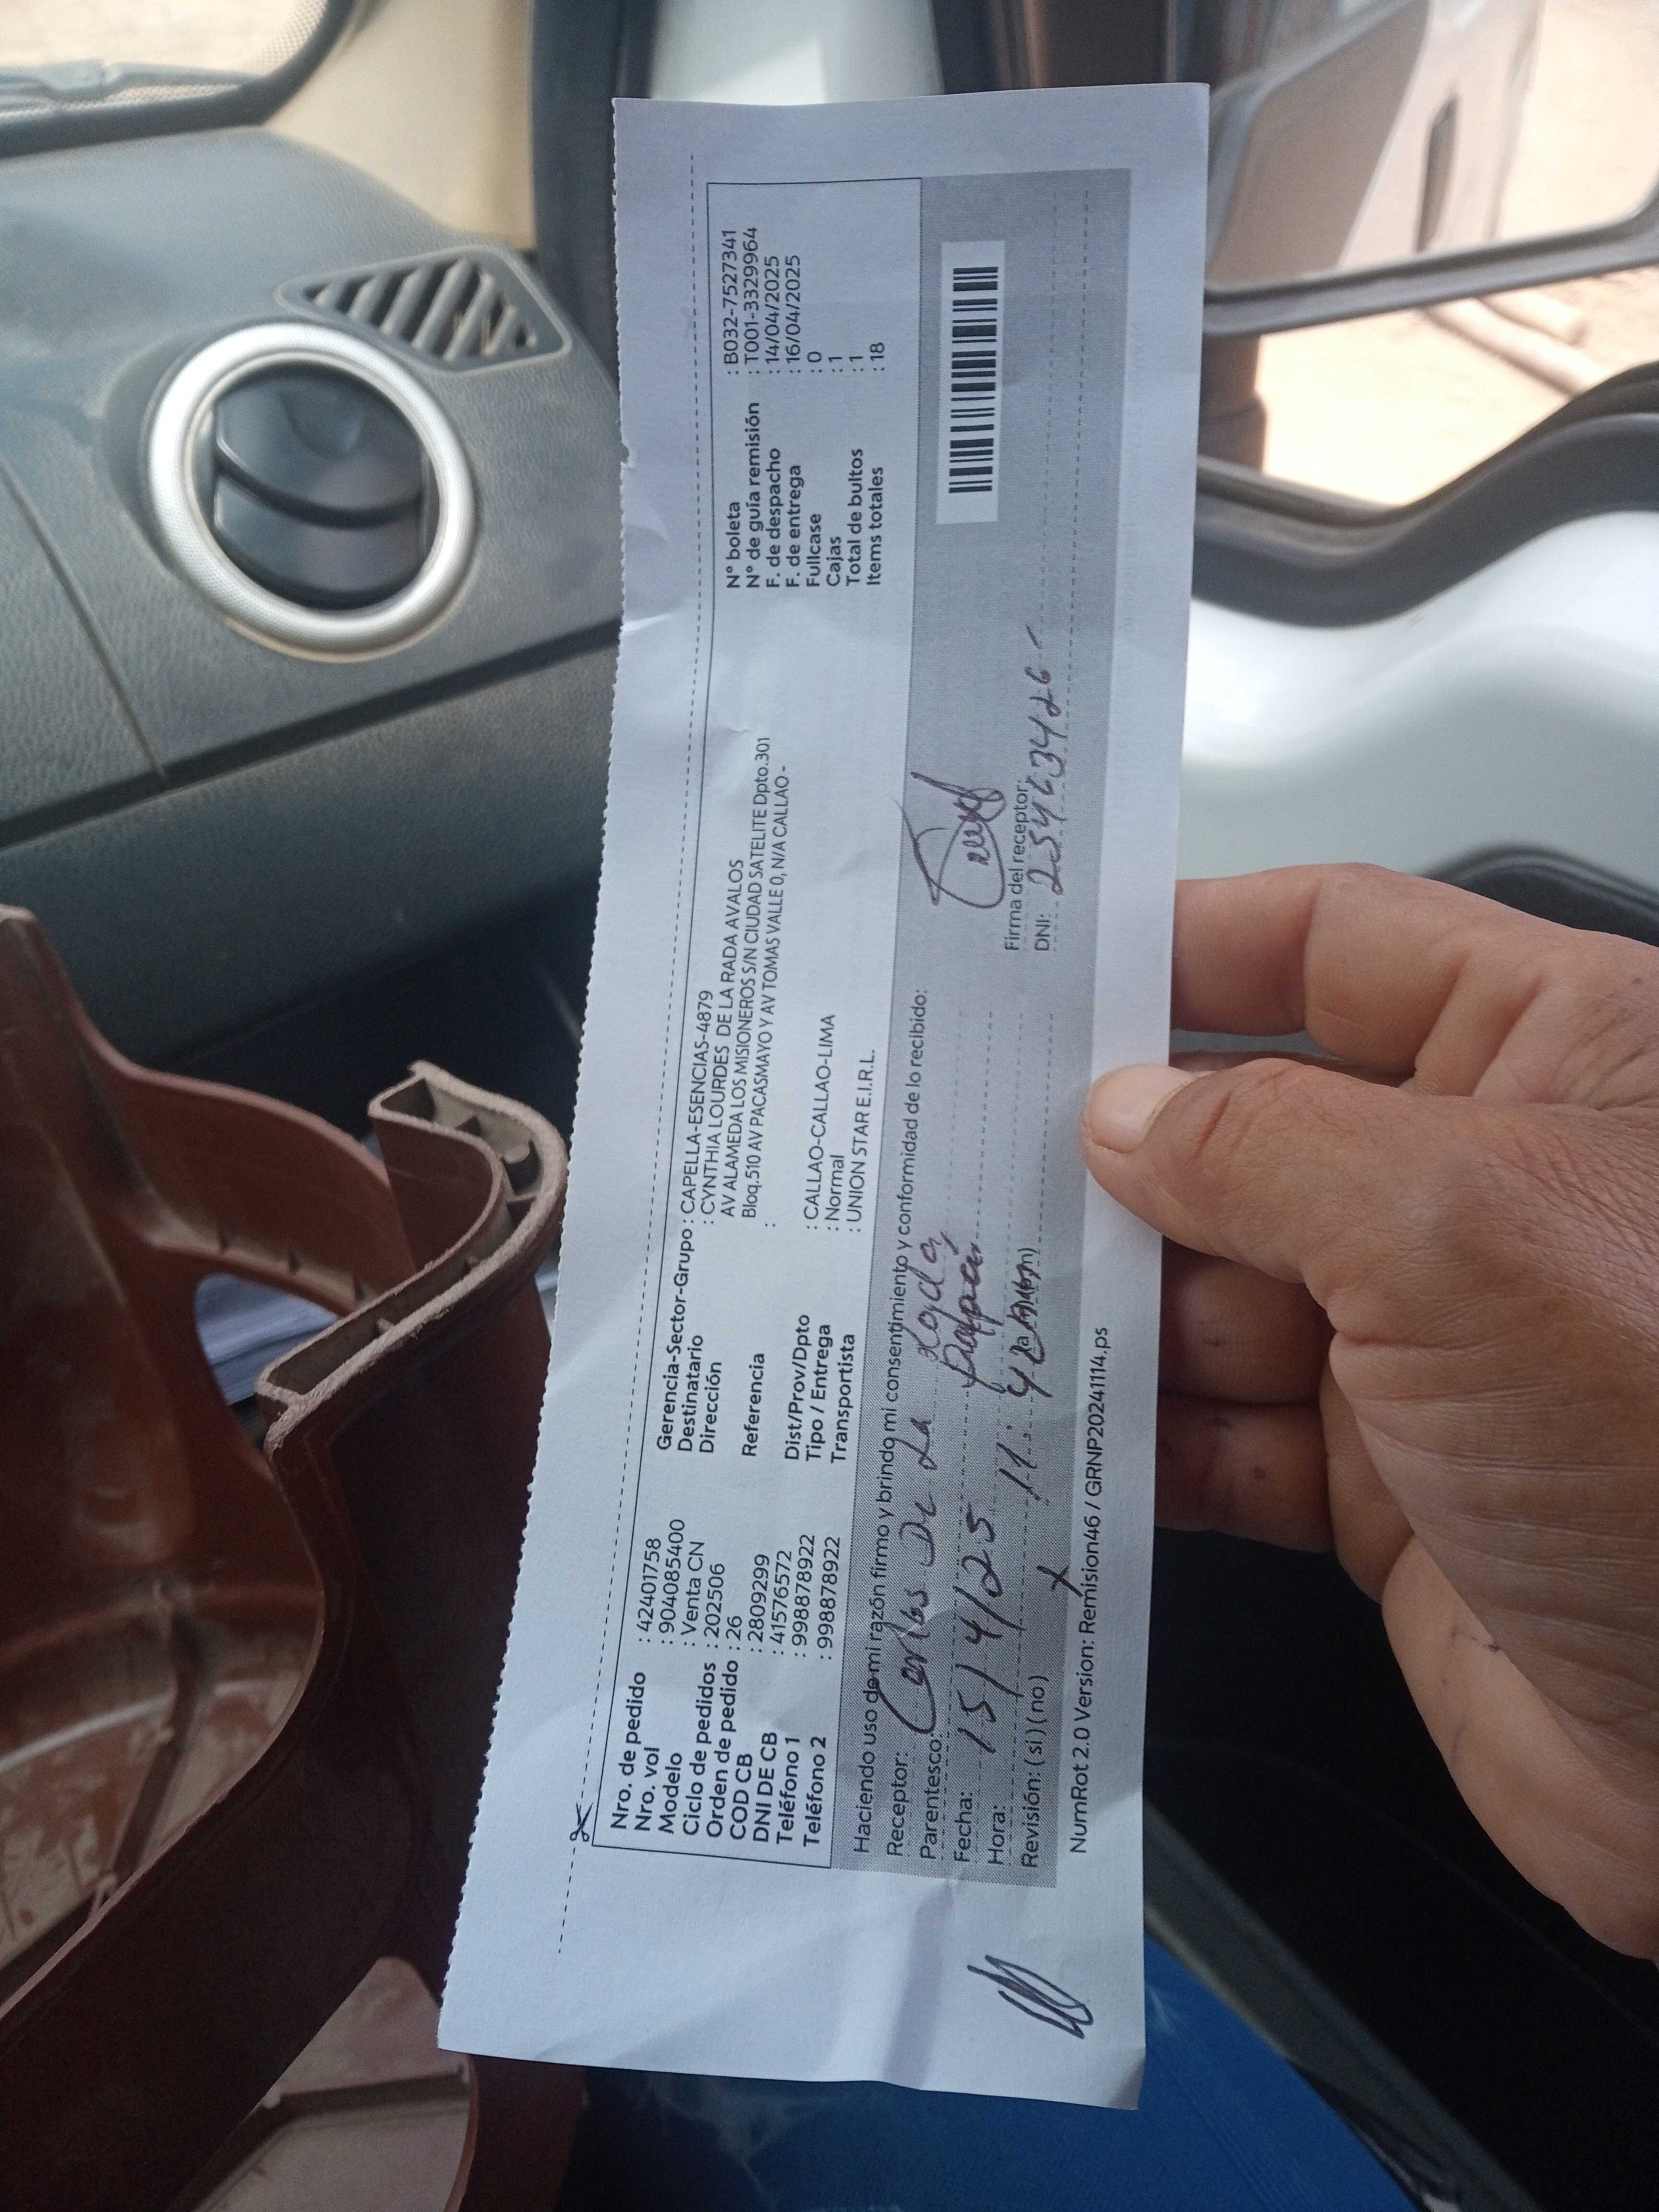 Nro. de pedido : 42401758
Nro. vol : 904085400
Modelo : Venta CN
Ciclo de pedidos : 202506
Orden de pedido : 26
COD CB : 2809299
DNI DE CB : 41576572
Teléfono 1 : 998878922
Teléfono 2 : 998878922
Gerencia-Sector-Grupo : CAPELLA-ESENCIAS-4879
Destinatario : CYNTHIA LOURDES DE LA RADA AVALOS
Dirección AV ALAMEDA LOS MISIONEROS S/N CIUDAD SATELITE Dpto.301
Bloq.510 AV PACASMAYO Y AV TOMAS VALLE 0, N/A CALLAO -
Referencia :
Dist/Prov/Dpto : CALLAO-CALLAO-LIMA
Tipo / Entrega : Normal
Transportista : UNION STAR E.I.R.L.
N° boleta : B032-7527341
N° de guía remisión : T001-3329964
F. de despacho : 14/04/2025
F. de entrega : 16/04/2025
Fullcase : 0
Cajas : 1
Total de bultos : 1
Items totales : 18
Haciendo uso de mi razón firmo y brindo mi consentimiento y conformidad de lo recibido:
Receptor: Carlos De La
Parentesco: papá
Fecha: 15/4/25
Hora: 11:42
Revisión: (si) (no) X
Firma del receptor:
DNI:
NumRot 2.0 Version: Remision46 / GRNP20241114.ps